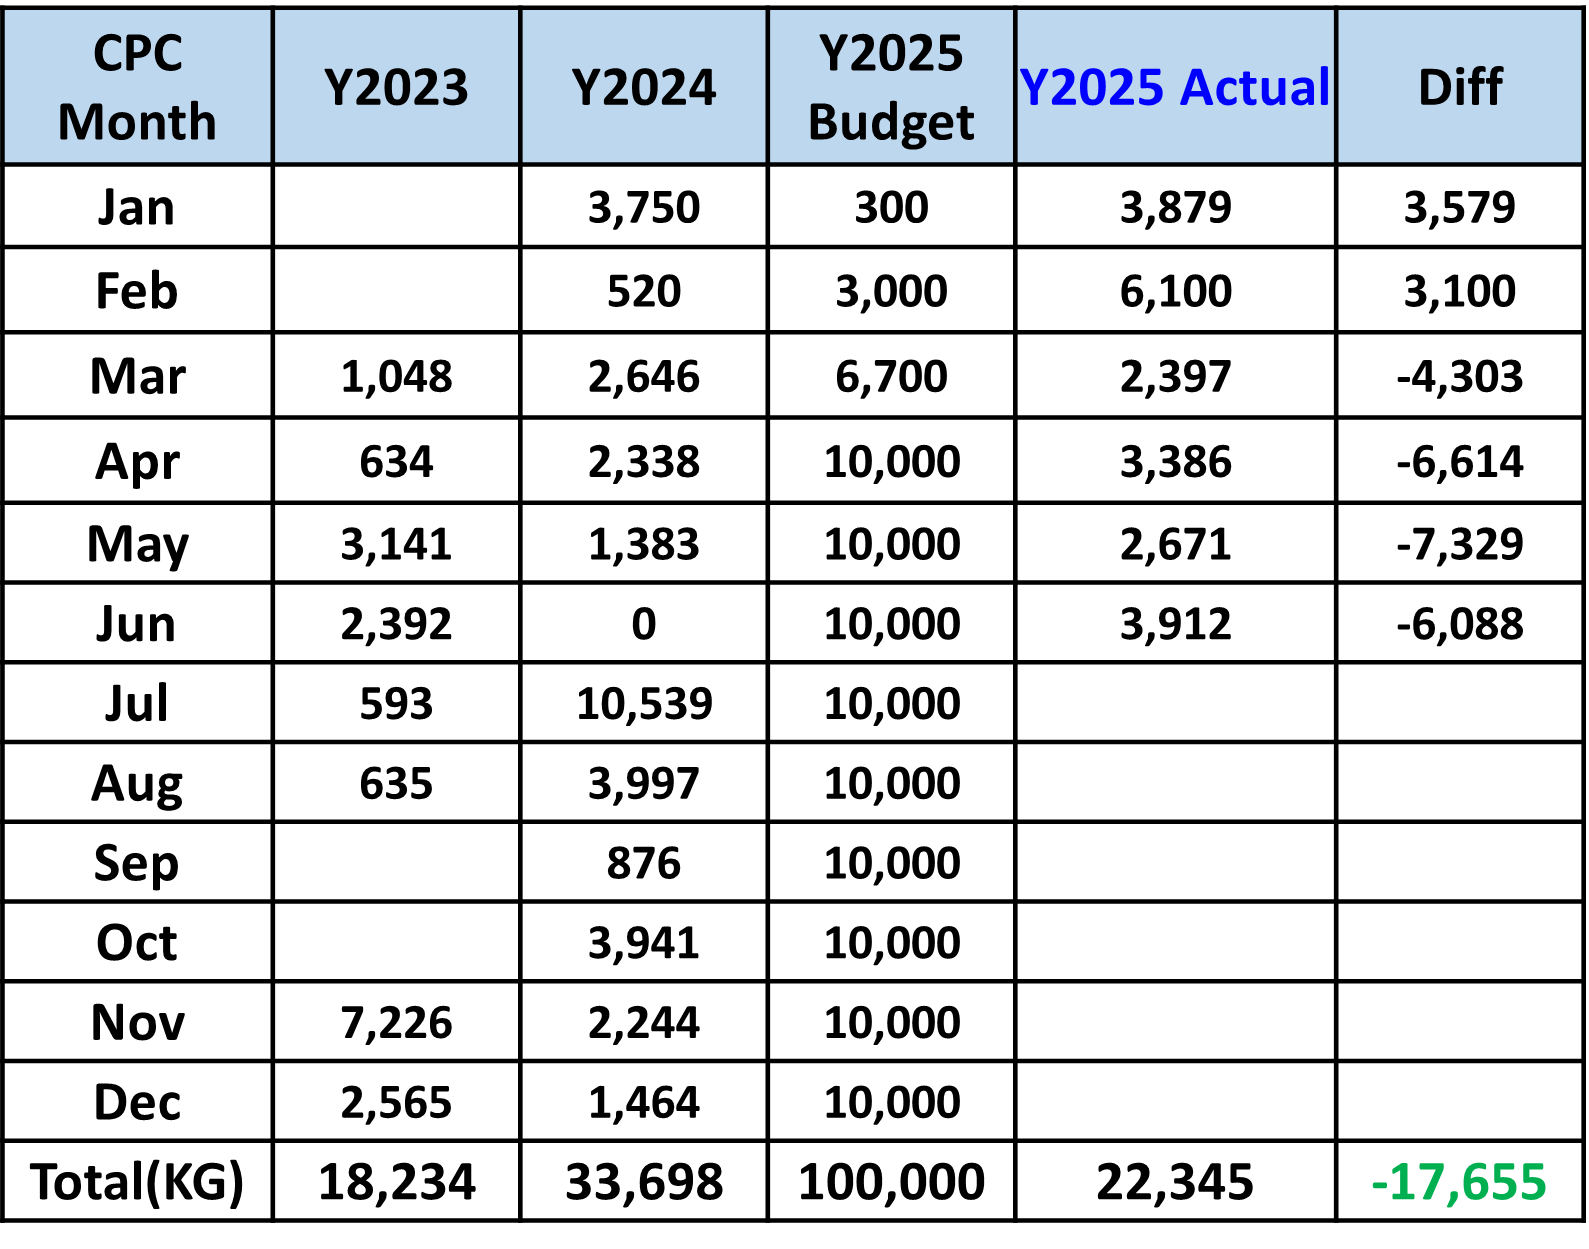 CPC Month Y2023 Y2024 Y2025 Budget Y2025 Actual Diff
Jan 3,750 300 3,879 3,579
Feb 520 3,000 6,100 3,100
Mar 1,048 2,646 6,700 2,397 -4,303
Apr 634 2,338 10,000 3,386 -6,614
May 3,141 1,383 10,000 2,671 -7,329
Jun 2,392 0 10,000 3,912 -6,088
Jul 593 10,539 10,000
Aug 635 3,997 10,000
Sep 876 10,000
Oct 3,941 10,000
Nov 7,226 2,244 10,000
Dec 2,565 1,464 10,000
Total(KG) 18,234 33,698 100,000 22,345 -17,655